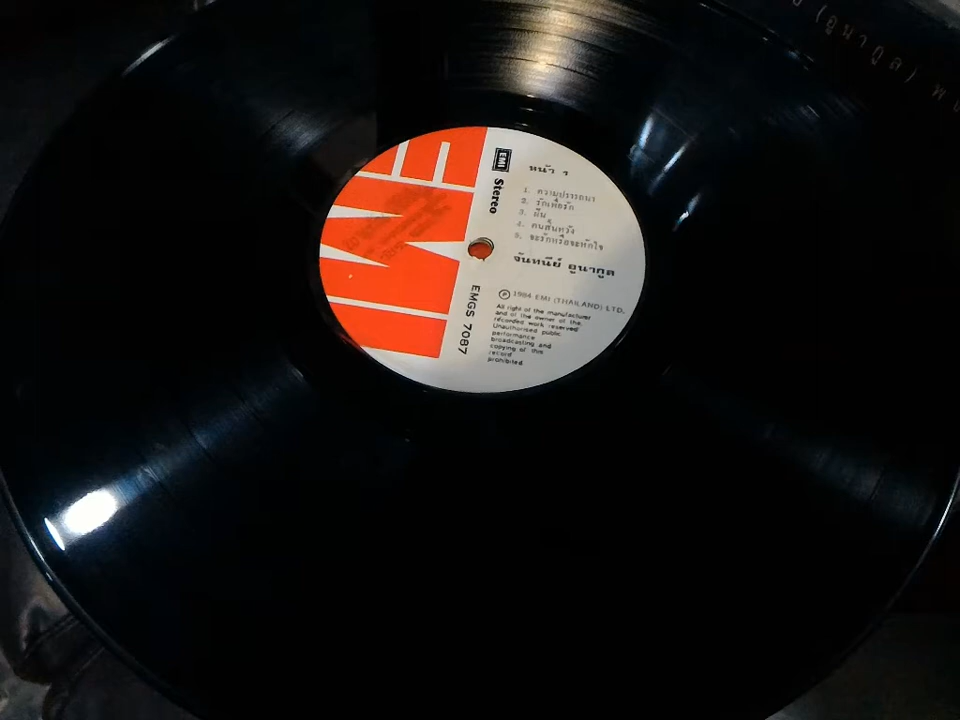 EMI
EMI
Stereo
หน้า ๑
1. ความปรารถนา
2. รักเพื่อรัก
3. ฝัน
4. คนสิ้นหวัง
5. จะรักหรือจะหักใจ
จันทนีย์ อูนากูล
EMGS 7087
Ⓟ 1984 EMI (THAILAND) LTD.
All right of the manufacturer
and of the owner of the
recorded work reserved
Unauthorised public
performance
broadcasting and
copying of this
record
prohibited